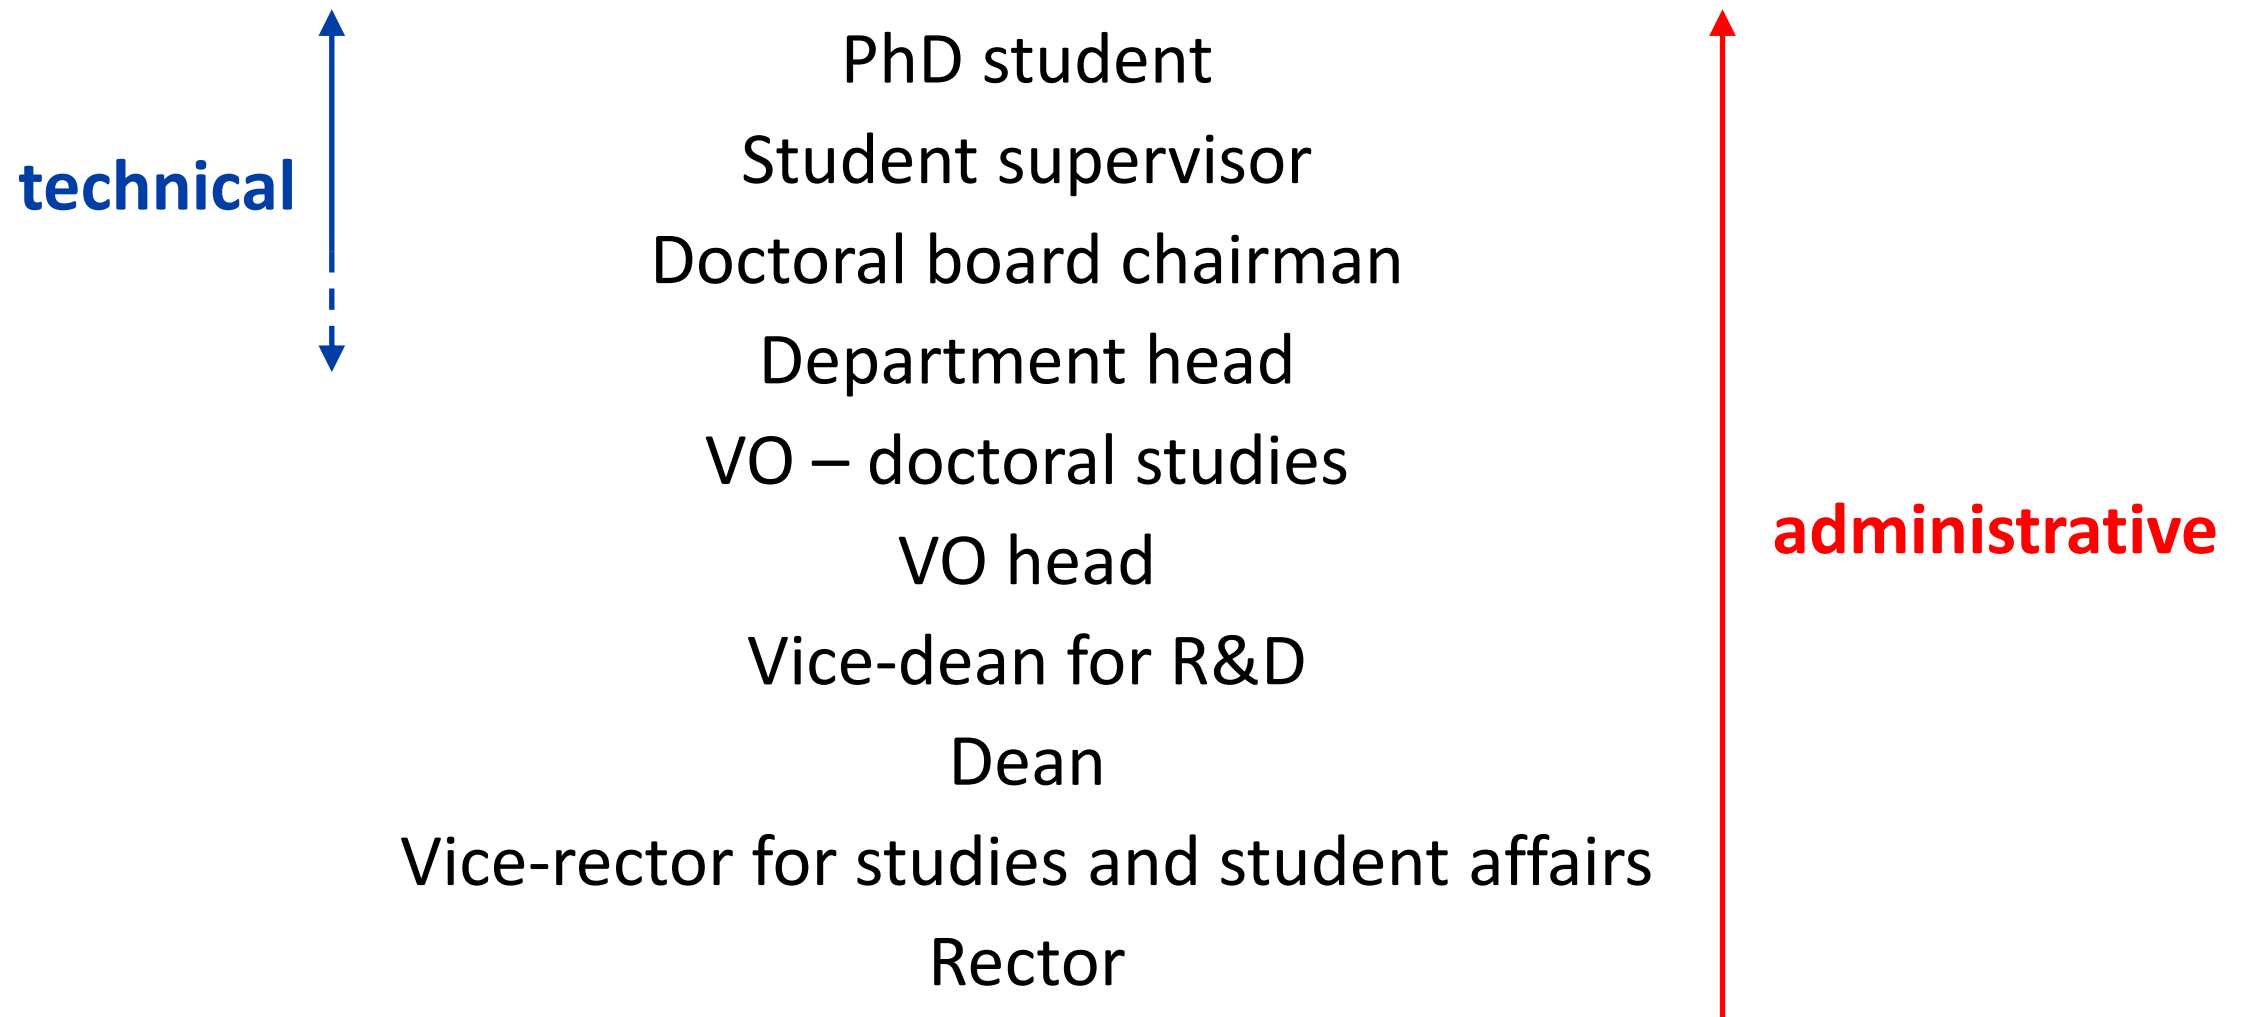 PhD student
Student supervisor
technical
Doctoral board chairman
Department head
VO – doctoral studies
administrative
VO head
Vice-dean for R&D
Dean
Vice-rector for studies and student affairs
Rector